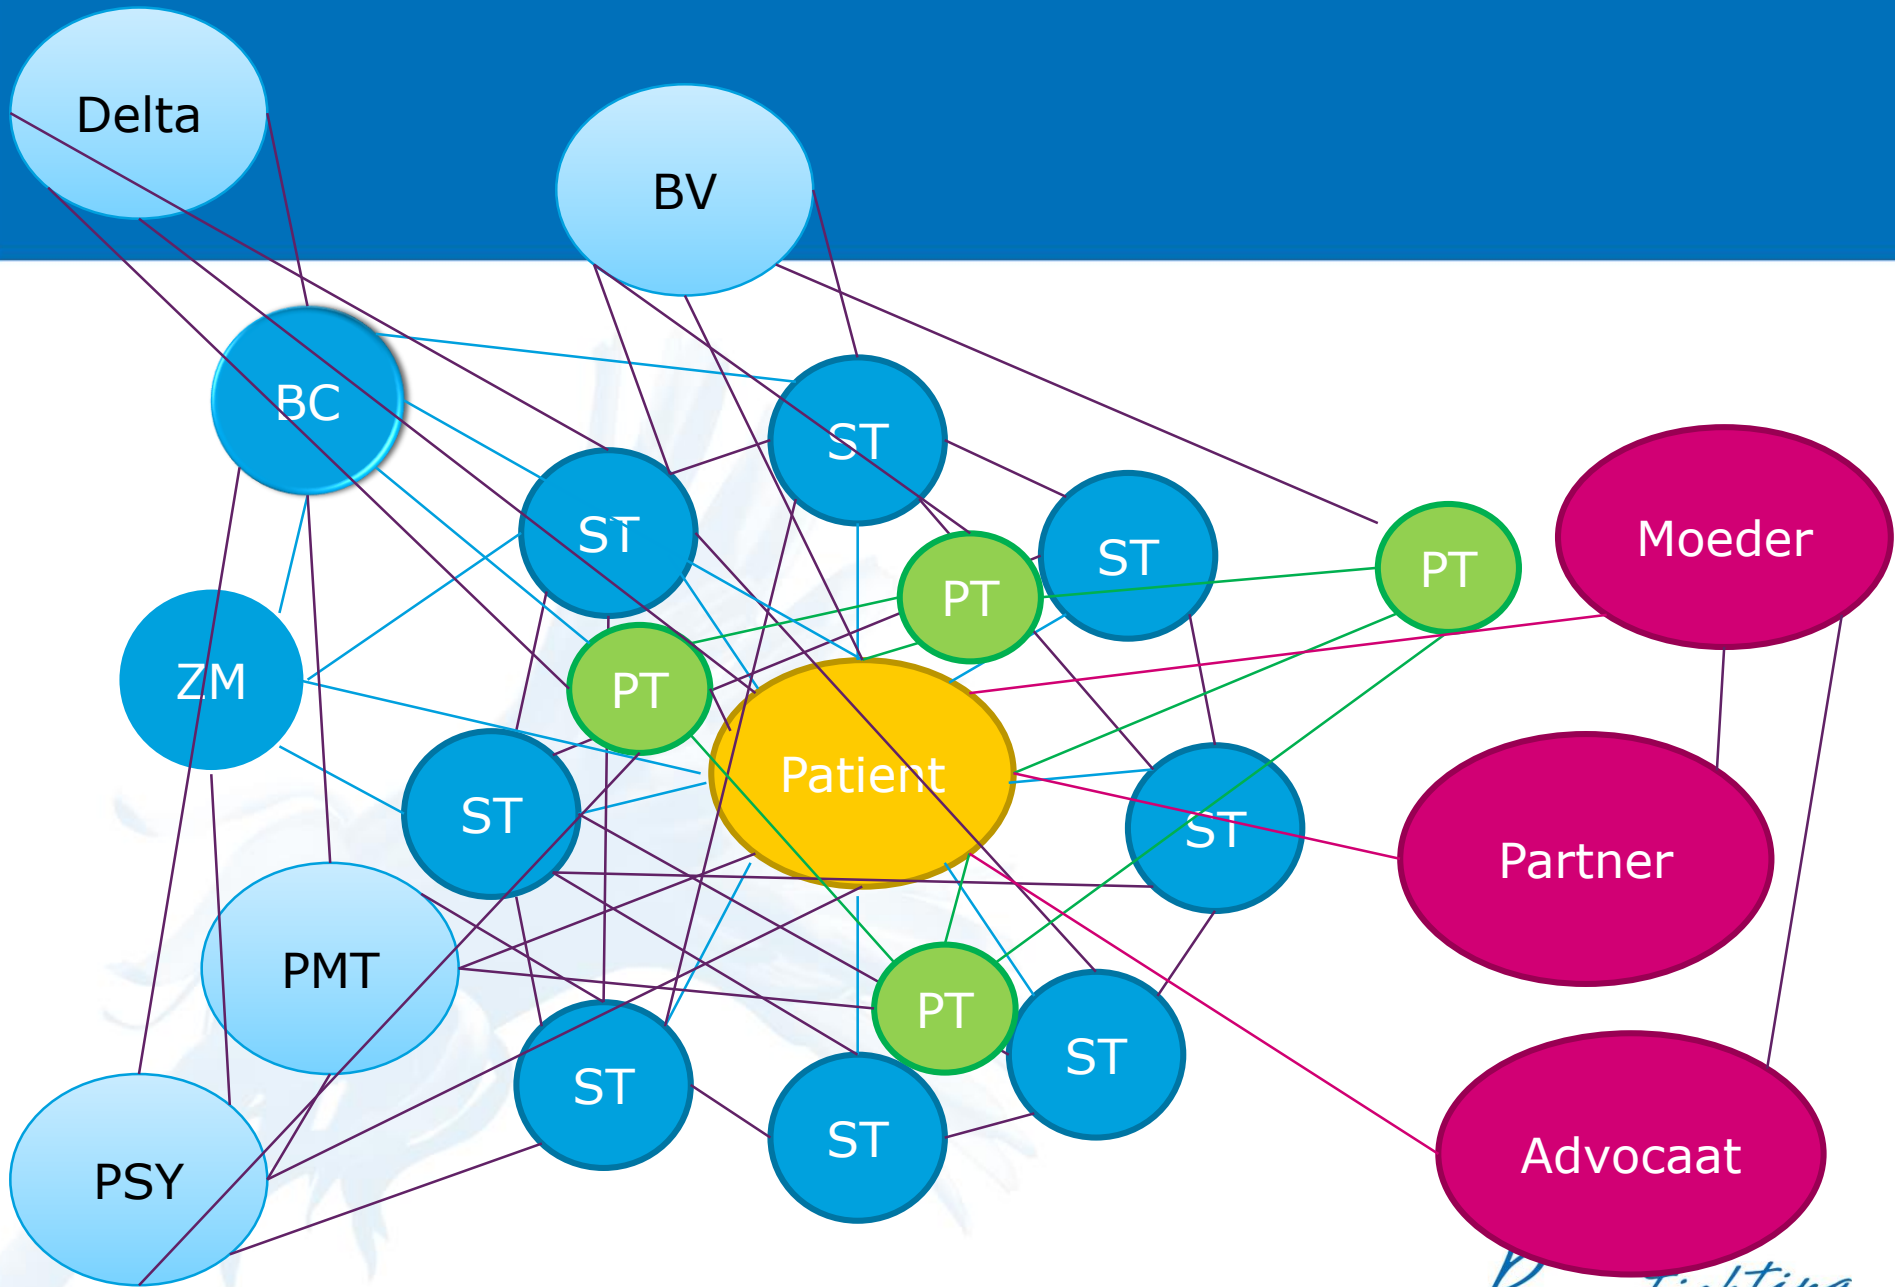 Delta
BV
BC
ST
ST
ST
PT
PT
Moeder
PT
ZM
Patient
ST
ST
Partner
PMT
PT
ST
ST
ST
Advocaat
PSY